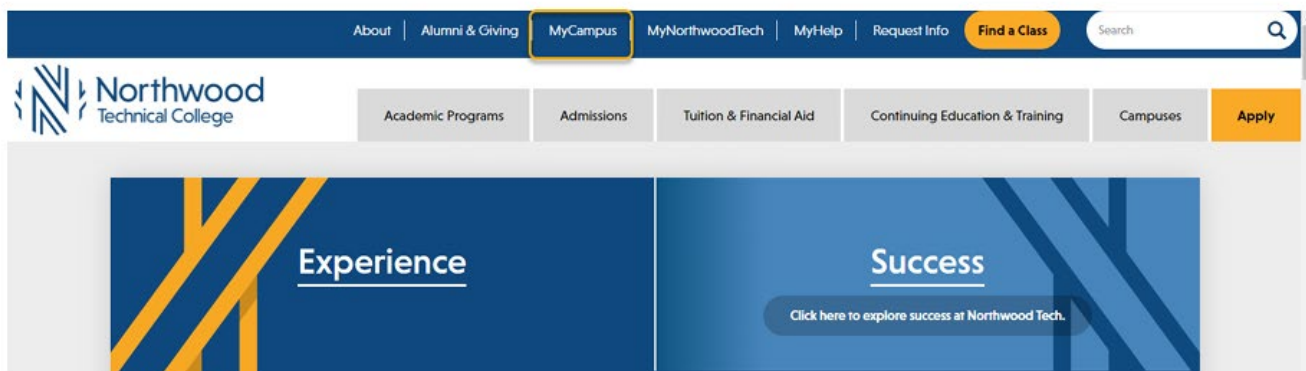 About | Alumni & Giving | MyCampus | MyNorthwoodTech | MyHelp | Request Info Find a Class Search
Northwood
Technical College
Academic Programs Admissions Tuition & Financial Aid Continuing Education & Training Campuses Apply
Experience Success
Click here to explore success at Northwood Tech.